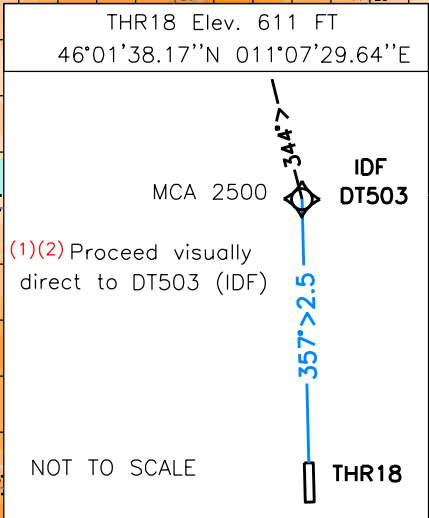 THR18 Elev. 611 FT
46°01'38.17''N 011°07'29.64''E
344°>
IDF
MCA 2500
DT503
(1)(2) Proceed visually
direct to DT503 (IDF)
357°>2.5
NOT TO SCALE
THR18